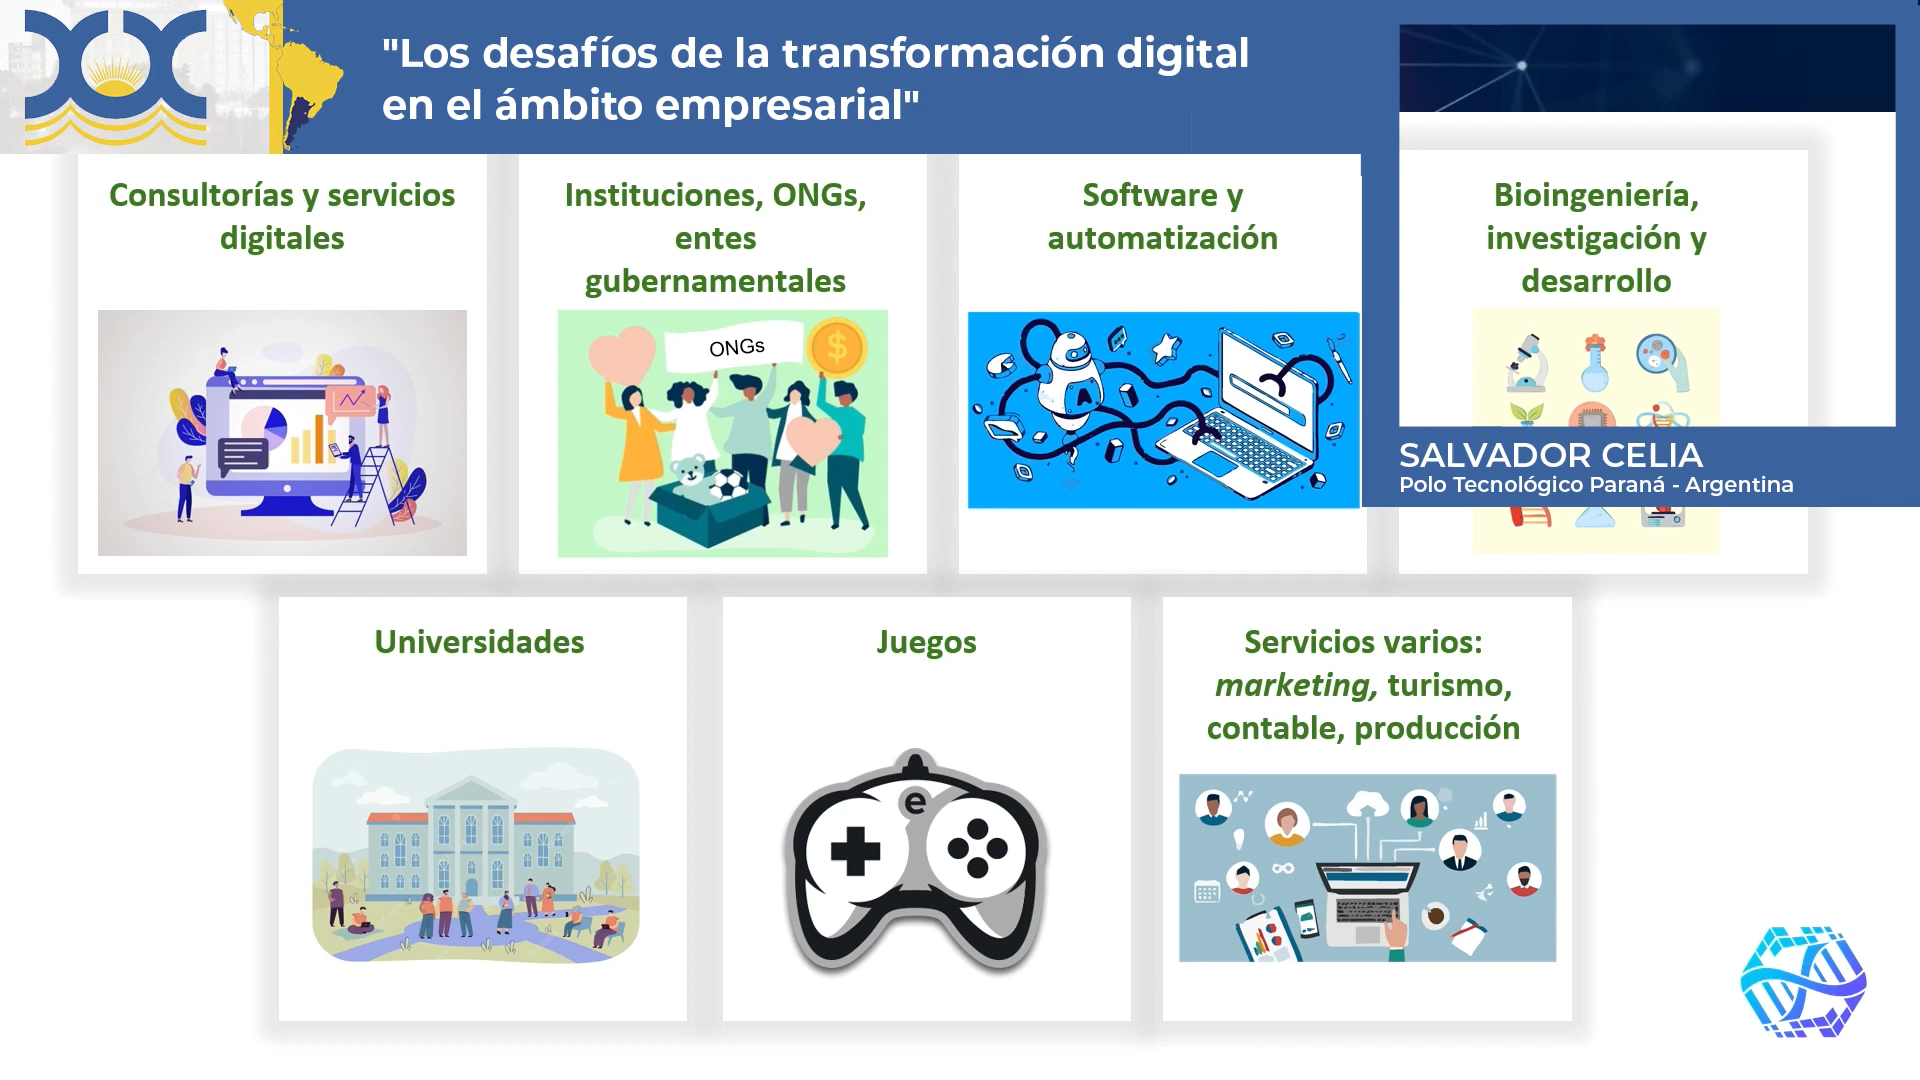 "Los desafíos de la transformación digital
en el ámbito empresarial"
Consultorías y servicios
digitales
Instituciones, ONGs,
entes
gubernamentales
ONGs
Software y
automatización
A
Bioingeniería,
investigación y
desarrollo
SALVADOR CELIA
Polo Tecnológico Paraná - Argentina
Universidades
Juegos
e
Servicios varios:
marketing, turismo,
contable, producción